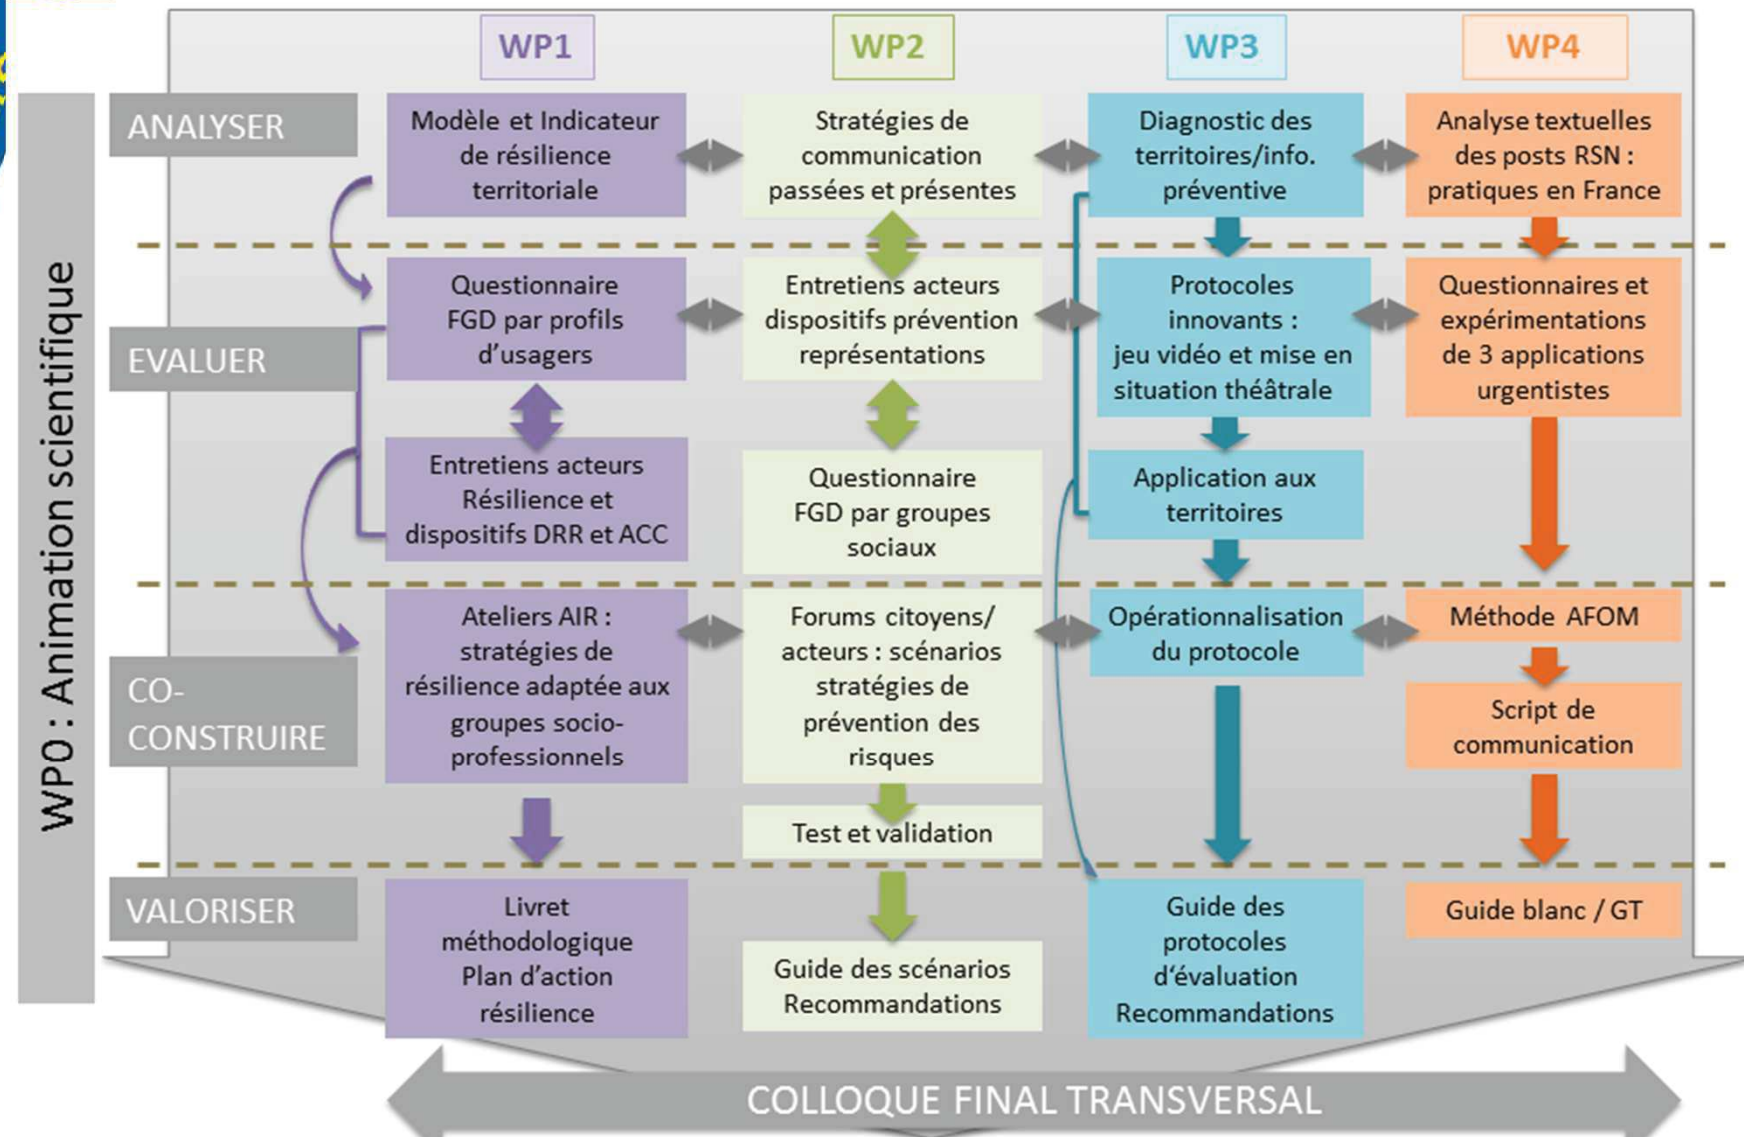 WP1
WP2
WP3
WP4
WP0 : Animation scientifique
ANALYSER
Modèle et Indicateur
de résilience
territoriale
Stratégies de
communication
passées et présentes
Diagnostic des
territoires/info.
préventive
Analyse textuelles
des posts RSN :
pratiques en France
EVALUER
Questionnaire
FGD par profils
d’usagers
Entretiens acteurs
dispositifs prévention
représentations
Protocoles
innovants :
jeu vidéo et mise en
situation théâtrale
Questionnaires et
expérimentations
de 3 applications
urgentistes
Entretiens acteurs
Résilience et
dispositifs DRR et ACC
Questionnaire
FGD par groupes
sociaux
Application aux
territoires
CO-
CONSTRUIRE
Ateliers AIR :
stratégies de
résilience adaptée aux
groupes socio-
professionnels
Forums citoyens/
acteurs : scénarios
stratégies de
prévention des
risques
Opérationnalisation
du protocole
Méthode AFOM
Script de
communication
Test et validation
VALORISER
Livret
méthodologique
Plan d’action
résilience
Guide des scénarios
Recommandations
Guide des
protocoles
d‘évaluation
Recommandations
Guide blanc / GT
COLLOQUE FINAL TRANSVERSAL